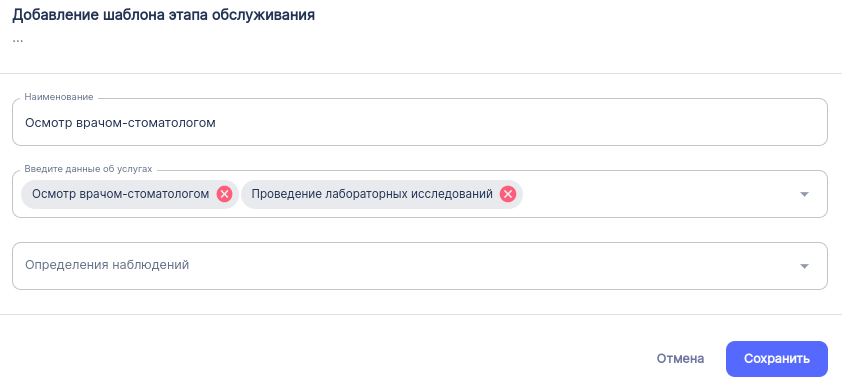 Добавление шаблона этапа обслуживания
...
Наименование
Осмотр врачом-стоматологом
Введите данные об услугах
Осмотр врачом-стоматологом Проведение лабораторных исследований
Определения наблюдений
Отмена Сохранить